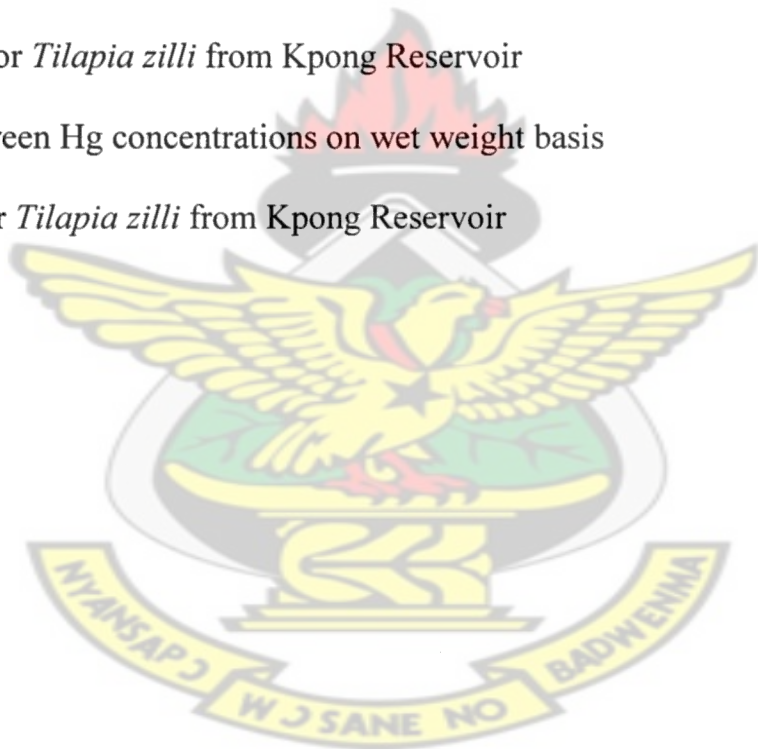 or Tilapia zilli from Kpong Reservoir
een Hg concentrations on wet weight basis
r Tilapia zilli from Kpong Reservoir
NYANSAPƆ WƆSANE NO BADWENMA